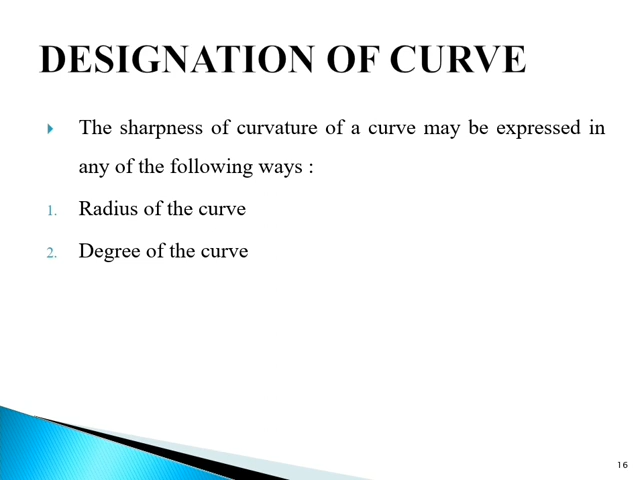 DESIGNATION OF CURVE
The sharpness of curvature of a curve may be expressed in
any of the following ways :
1. Radius of the curve
2. Degree of the curve
16